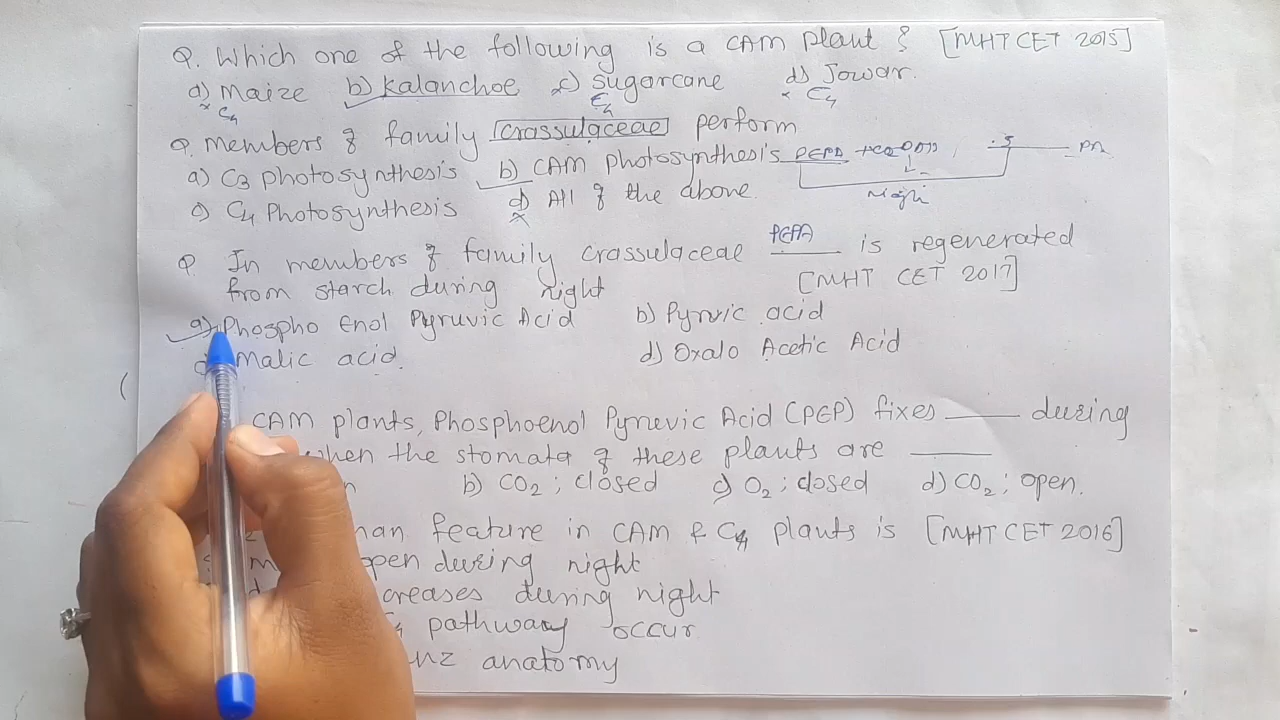 Q. Which one of the following is a CAM plant ? [MHT CET 2015]
a) Maize b) kalanchoe c) sugarcane d) Jowar.
C4 C4 C4
Q. Members of family crassulaceae perform
a) C3 photosynthesis b) CAM photosynthesis
c) C4 Photosynthesis d) All of the above.
Night
Q In members of family crassulaceae PEPA is regenerated
from starch during night [MHT CET 2017]
a) Phospho Enol Pyruvic Acid b) Pyruvic acid
Malic acid. d) Oxalo Acetic Acid
CAM plants, Phosphoenol Pyruvic Acid (PEP) fixes ___ during
when the stomata of these plants are ___
b) CO2 ; closed c) O2 ; closed d) CO2 ; open.
feature in CAM & C4 plants is [MHT CET 2016]
open during night
creases during night
pathway occur
anatomy